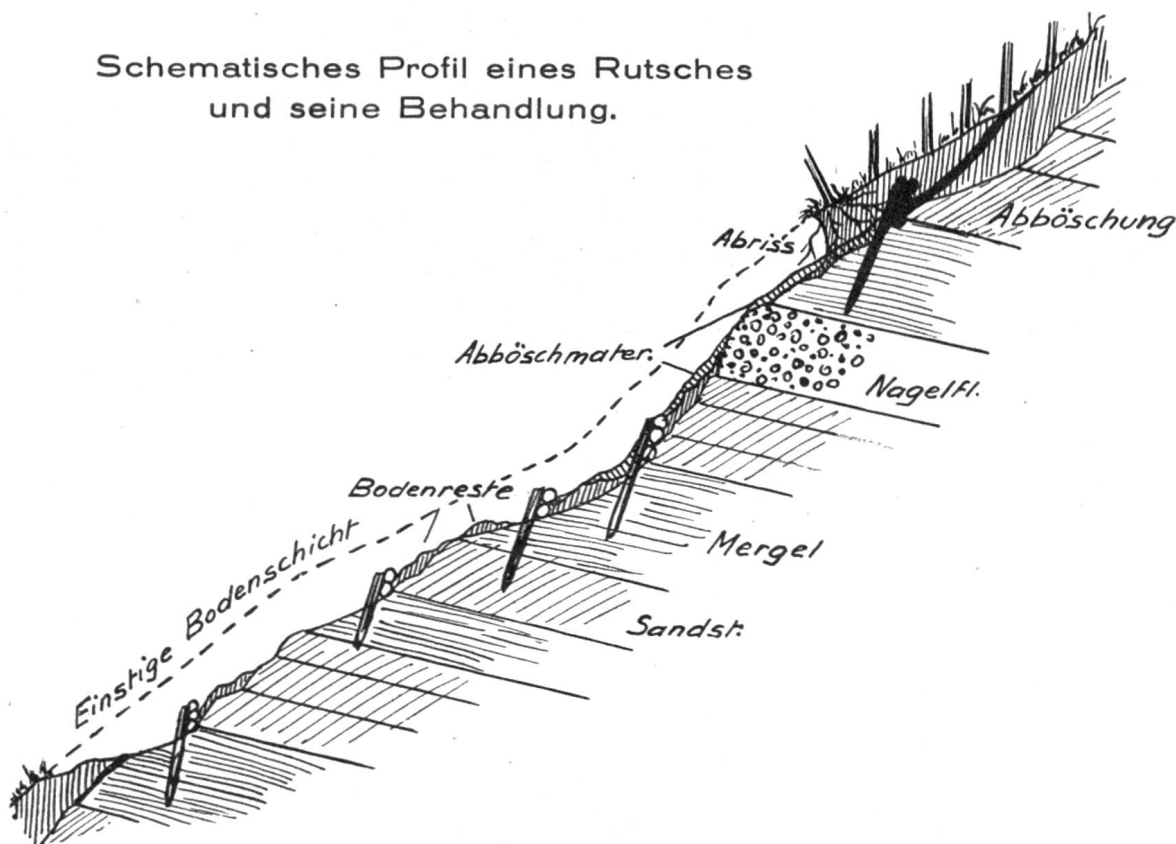 Schematisches Profil eines Rutsches
und seine Behandlung.
Abböschung
Abriss
Abböschmater.
Nagelfl.
Bodenreste
Mergel
Einstige Bodenschicht
Sandst.